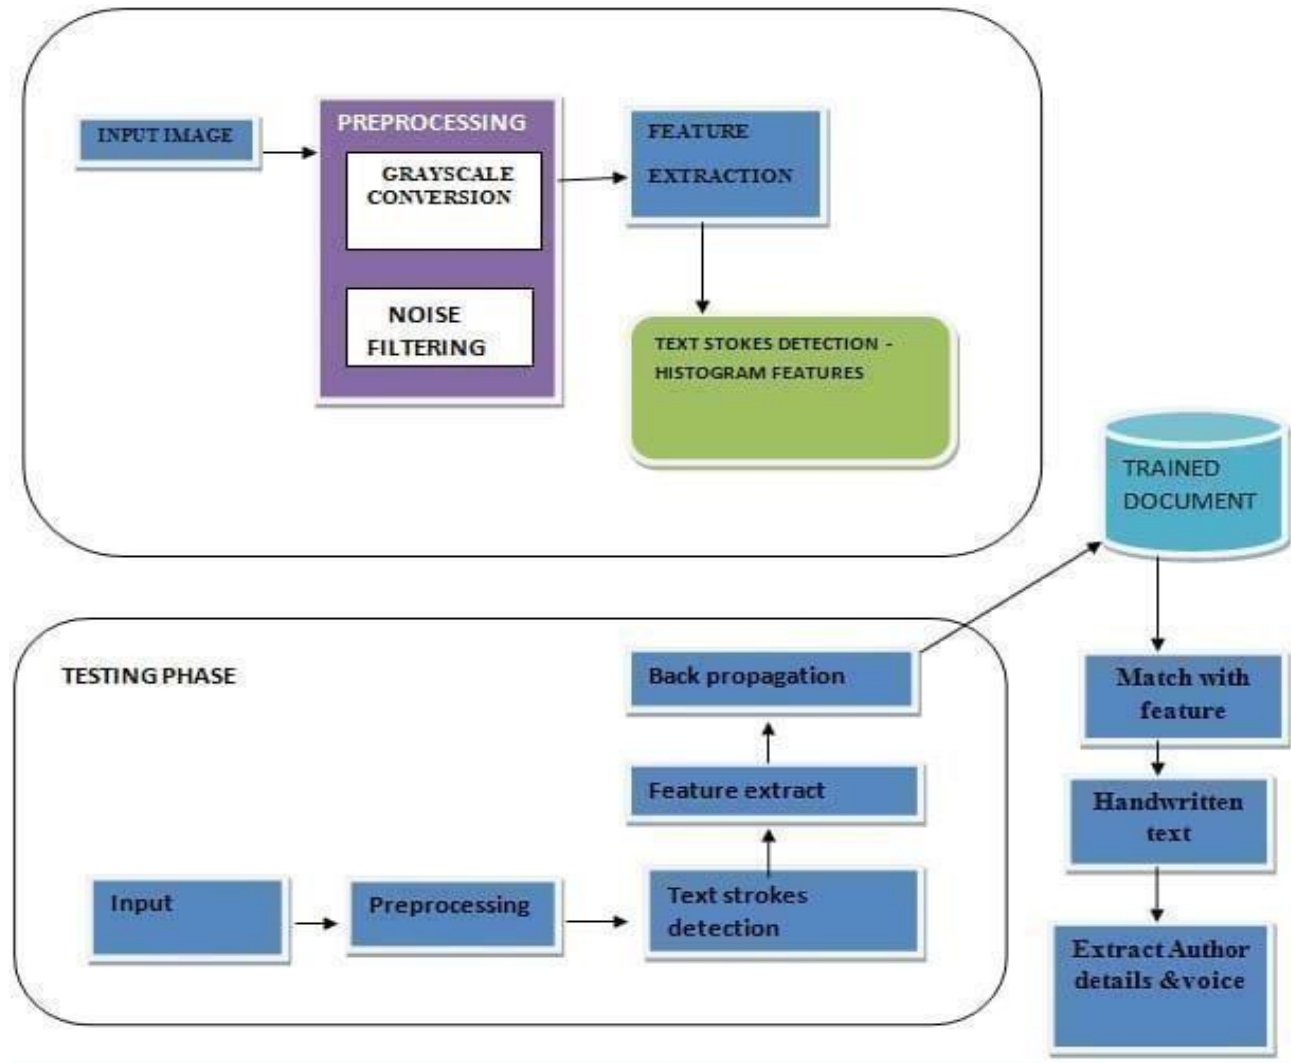 INPUT IMAGE
PREPROCESSING
GRAYSCALE
CONVERSION
NOISE
FILTERING
FEATURE
EXTRACTION
TEXT STOKES DETECTION -
HISTOGRAM FEATURES
TRAINED
DOCUMENT
TESTING PHASE
Input
Preprocessing
Text strokes
detection
Feature extract
Back propagation
Match with
feature
Handwritten
text
Extract Author
details &voice